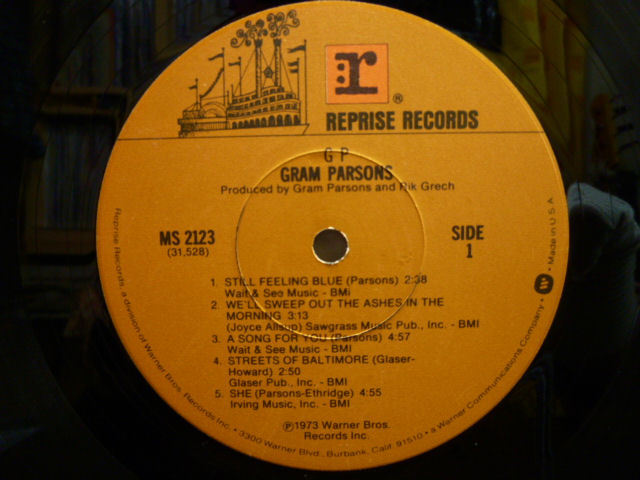 r ®
REPRISE RECORDS
G P
GRAM PARSONS
Produced by Gram Parsons and Rik Grech
MS 2123
(31,528)
SIDE
1
1. STILL FEELING BLUE (Parsons) 2:38
Wait & See Music - BMI
2. WE'LL SWEEP OUT THE ASHES IN THE
MORNING 3:13
(Joyce Allsup) Sawgrass Music Pub., Inc. - BMI
3. A SONG FOR YOU (Parsons) 4:57
Wait & See Music - BMI
4. STREETS OF BALTIMORE (Glaser-
Howard) 2:50
Glaser Pub., Inc. - BMI
5. SHE (Parsons-Ethridge) 4:55
Irving Music, Inc. - BMI
℗1973 Warner Bros.
Records Inc.
Reprise Records, a division of Warner Bros. Records Inc. • 3300 Warner Blvd., Burbank, Calif. 91510 • a Warner Communications Company • W • Made in U.S.A.